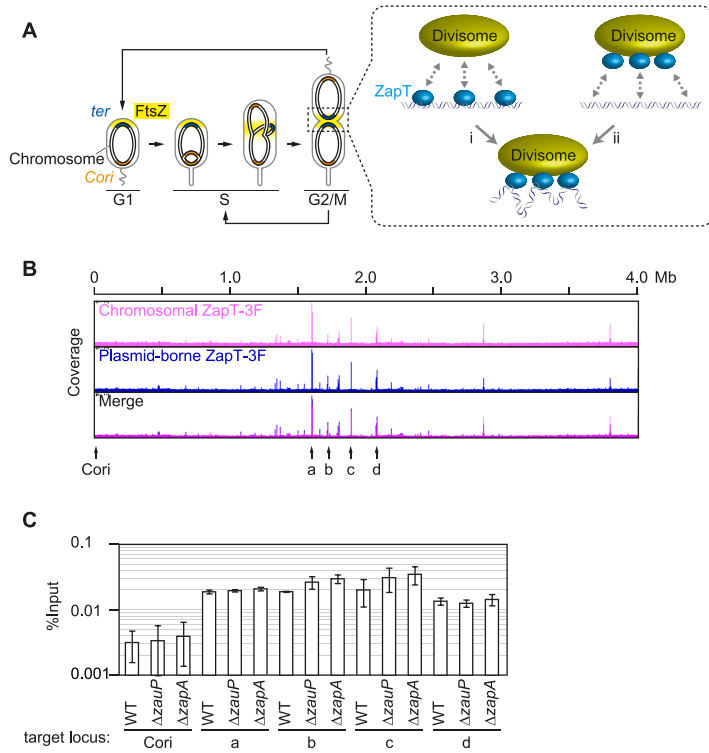 A
Divisome
Divisome
ter
FtsZ
ZapT
Chromosome
Cori
G1
S
G2/M
i
ii
Divisome
B
0 1.0 2.0 3.0 4.0 Mb
Chromosomal ZapT-3F
Plasmid-borne ZapT-3F
Merge
Coverage
Cori a b c d
C
0.1
0.01
0.001
%Input
WT ΔzauP ΔzapA WT ΔzauP ΔzapA WT ΔzauP ΔzapA WT ΔzauP ΔzapA WT ΔzauP ΔzapA
target locus: Cori a b c d